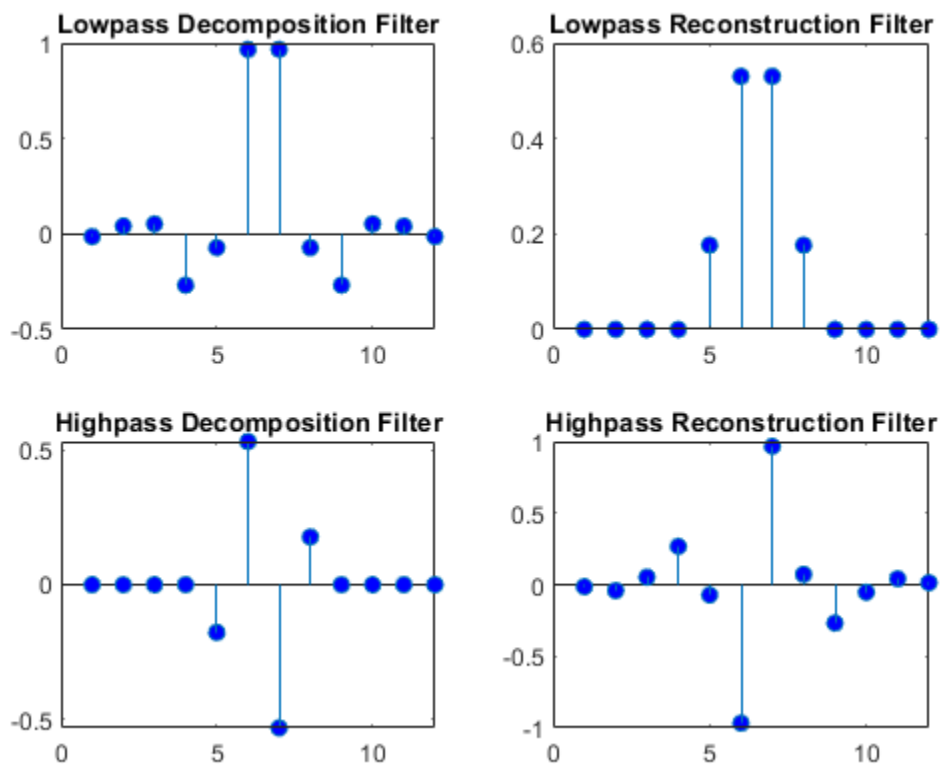 Lowpass Decomposition Filter
1
0.5
0
-0.5
0 5 10
Lowpass Reconstruction Filter
0.6
0.4
0.2
0
0 5 10
Highpass Decomposition Filter
0.5
0
-0.5
0 5 10
Highpass Reconstruction Filter
1
0.5
0
-0.5
-1
0 5 10